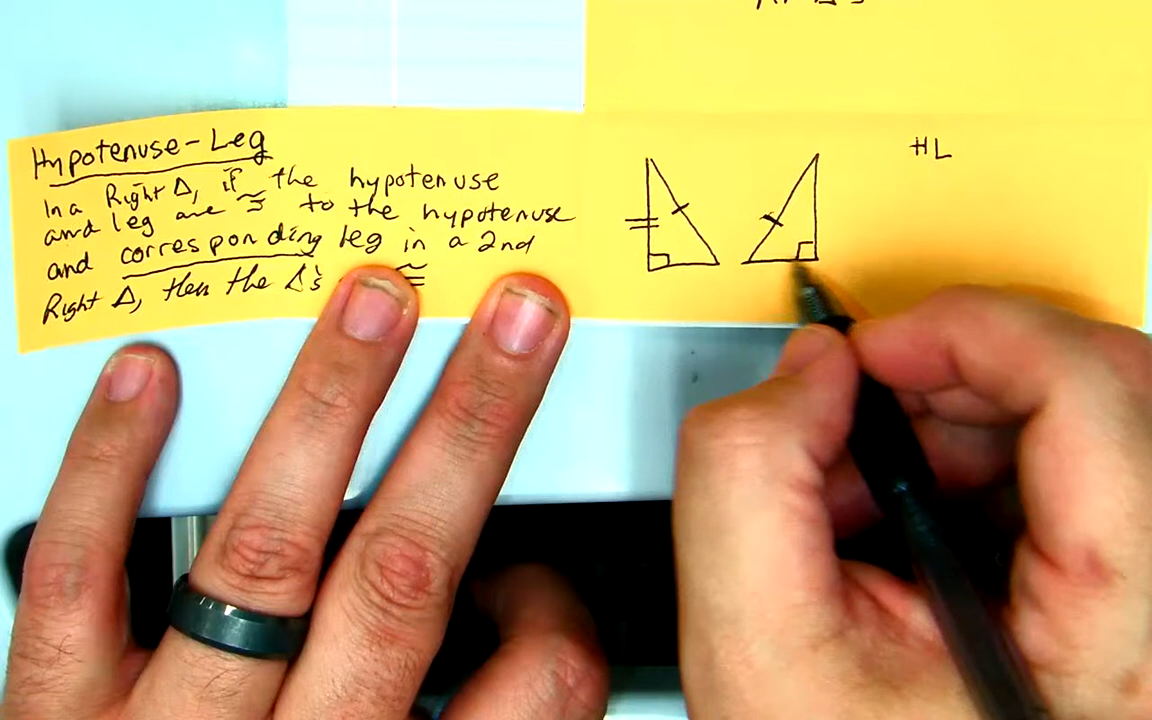 Hypotenuse-Leg
In a Right Δ, if the hypotenuse
and leg are ≅ to the hypotenuse
and corresponding leg in a 2nd
Right Δ, then the Δ's ≅
HL